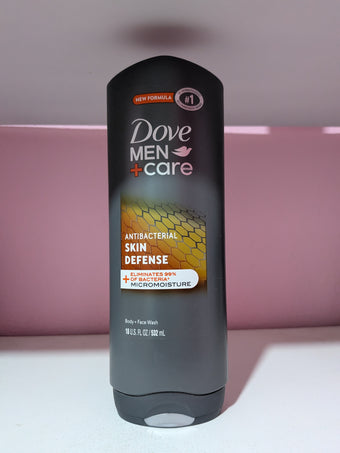 NEW FORMULA
#1
Dove
MEN
+care
ANTIBACTERIAL
SKIN
DEFENSE
+ ELIMINATES 99%
OF BACTERIA*
MICROMOISTURE
Body + Face Wash
18 U.S. FL OZ / 532 mL